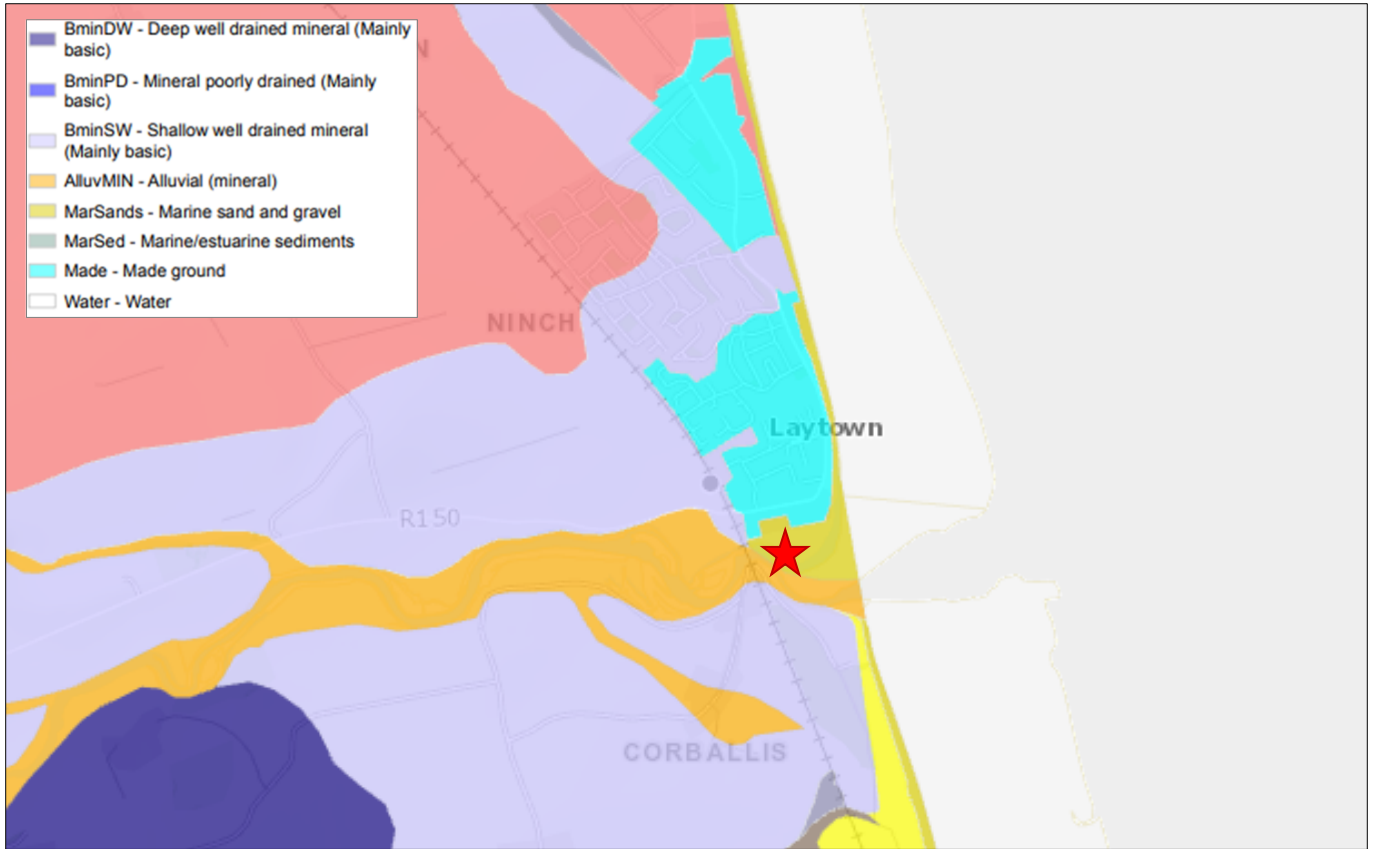 BminDW - Deep well drained mineral (Mainly
basic)
BminPD - Mineral poorly drained (Mainly
basic)
BminSW - Shallow well drained mineral
(Mainly basic)
AlluvMIN - Alluvial (mineral)
MarSands - Marine sand and gravel
MarSed - Marine/estuarine sediments
Made - Made ground
Water - Water
N
NINCH
Laytown
R150
CORBALLIS